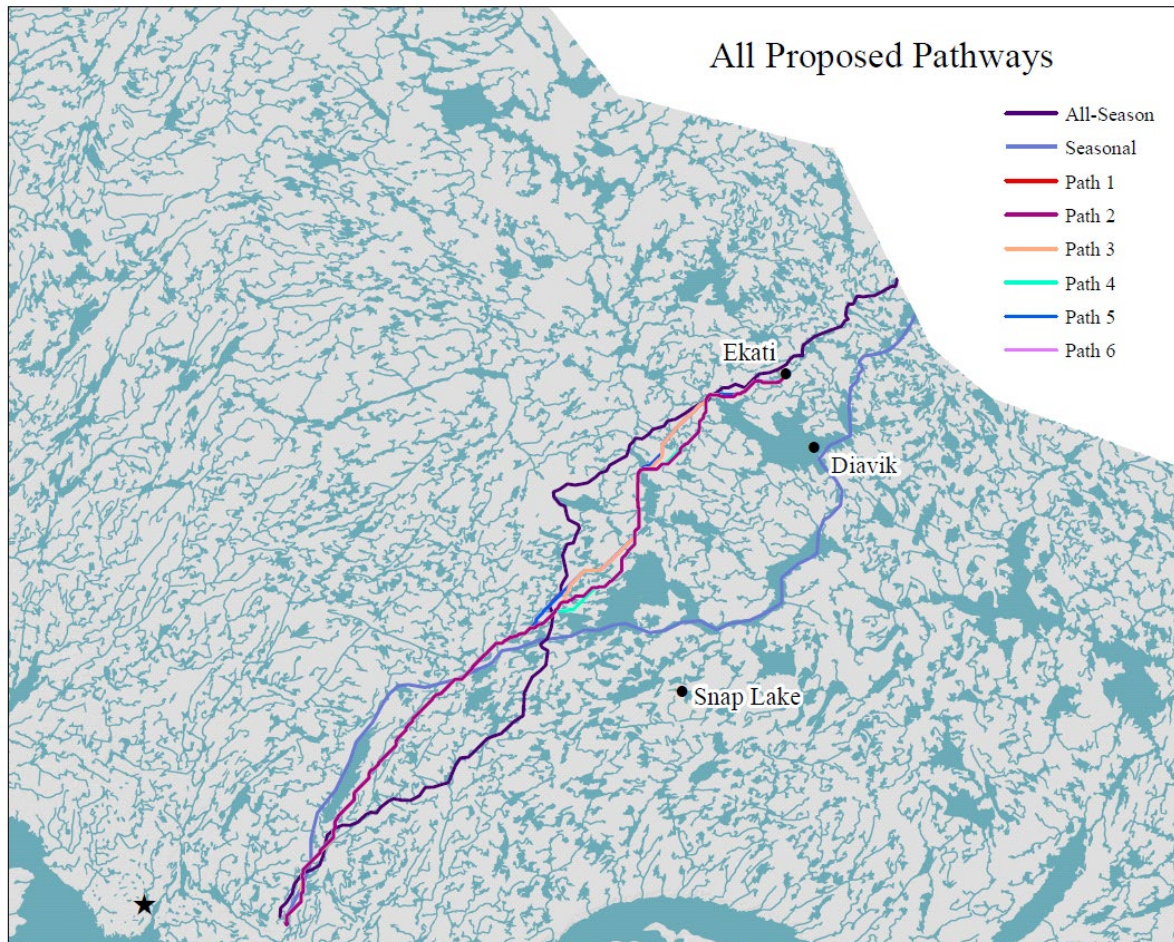 All Proposed Pathways
All-Season
Seasonal
Path 1
Path 2
Path 3
Path 4
Path 5
Path 6
Ekati
Diavik
Snap Lake